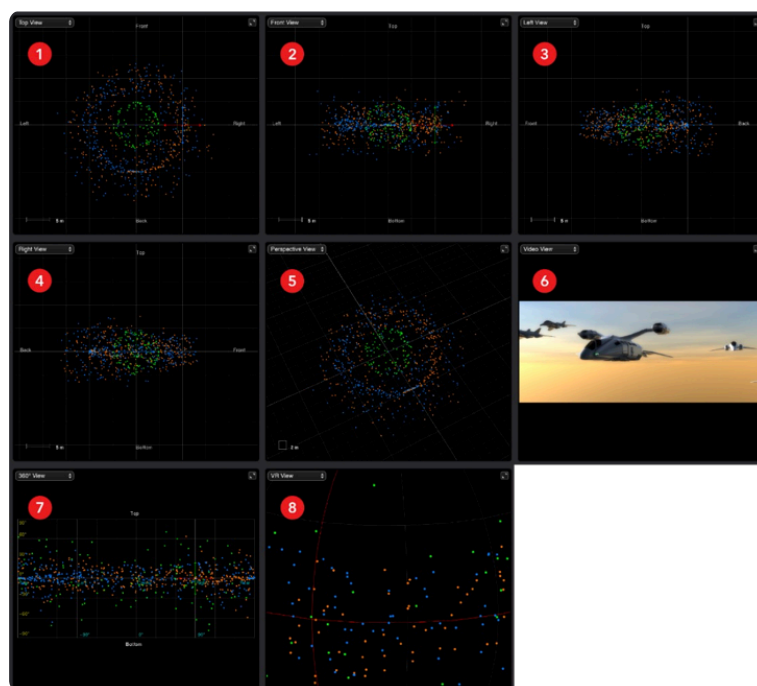 Top View
Front
1
Left
Right
5 m
Back
Front View
Top
2
Left
Right
5 m
Bottom
Left View
Top
3
Front
Back
5 m
Bottom
Right View
Top
4
Back
Front
5 m
Bottom
Perspective View
5
Video View
6
360° View
7
Top
Bottom
0°
VR View
8